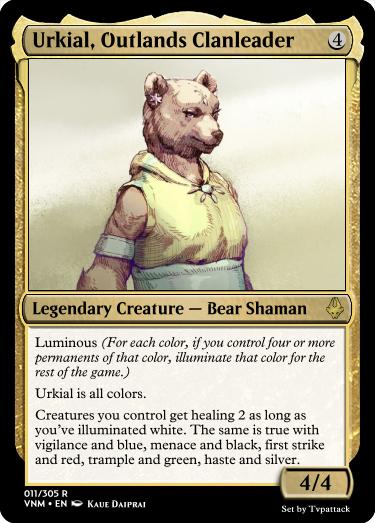 Urkial, Outlands Clanleader 4
Legendary Creature — Bear Shaman
Luminous (For each color, if you control four or more
permanents of that color, illuminate that color for the
rest of the game.)
Urkial is all colors.
Creatures you control get healing 2 as long as
you've illuminated white. The same is true with
vigilance and blue, menace and black, first strike
and red, trample and green, haste and silver.
4/4
011/305 R
VNM • EN Kaue Daiprai
Set by Tvpattack